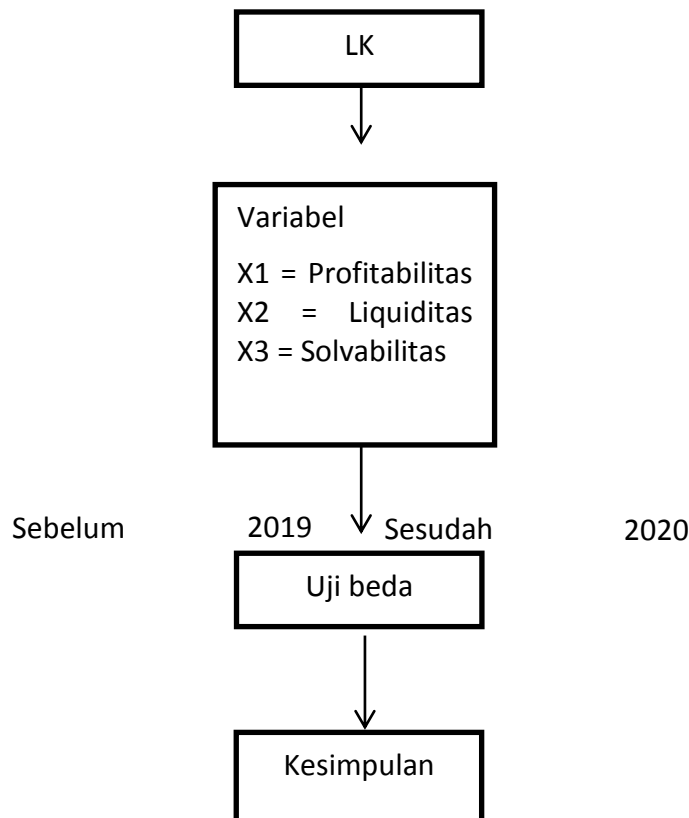 LK
Variabel
X1 = Profitabilitas
X2 = Liquiditas
X3 = Solvabilitas
Sebelum 2019 Sesudah 2020
Uji beda
Kesimpulan